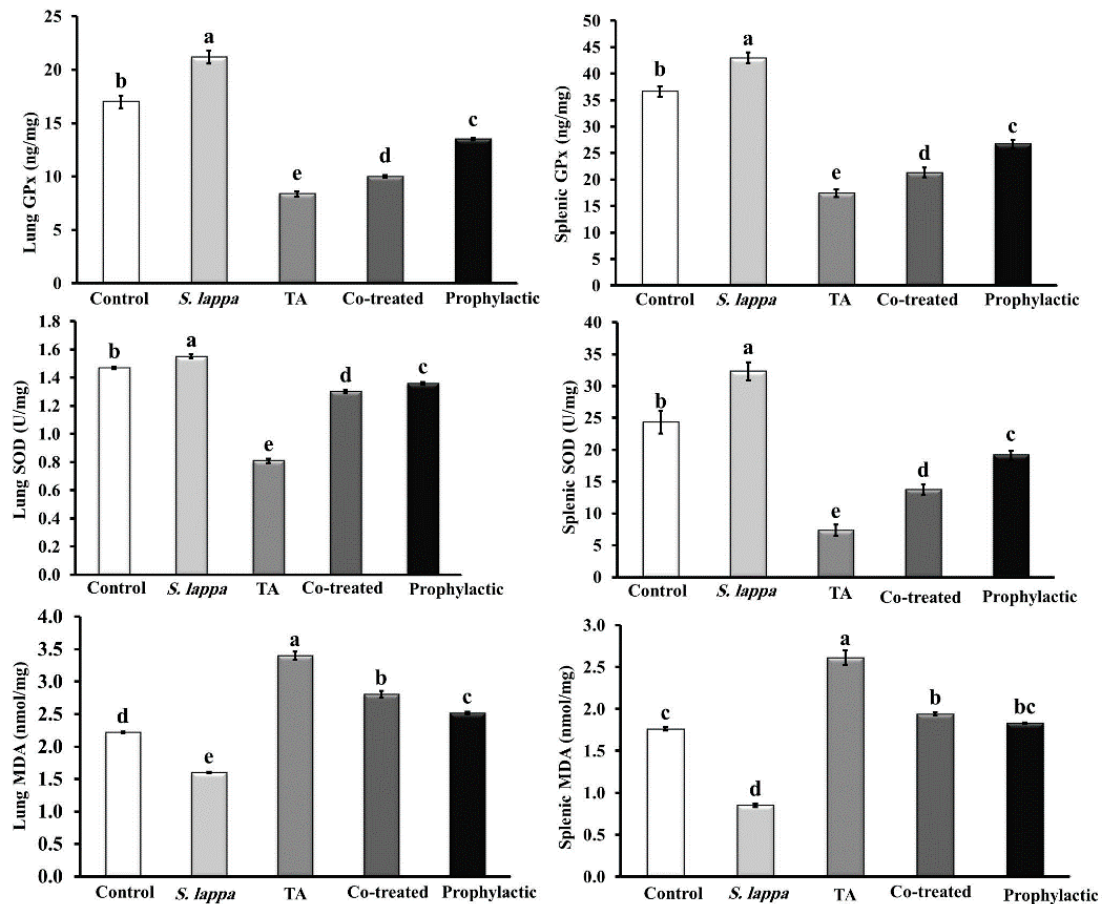 Lung GPx (ng/mg)
25
20
15
10
5
0
b
a
e
d
c
Control S. lappa TA Co-treated Prophylactic
Splenic GPx (ng/mg)
50
45
40
35
30
25
20
15
10
5
0
b
a
e
d
c
Control S. lappa TA Co-treated Prophylactic
Lung SOD (U/mg)
1.8
1.6
1.4
1.2
1.0
0.8
0.6
0.4
0.2
0.0
b
a
e
d
c
Control S. lappa TA Co-treated Prophylactic
Splenic SOD (U/mg)
40
35
30
25
20
15
10
5
0
b
a
e
d
c
Control S. lappa TA Co-treated Prophylactic
Lung MDA (nmol/mg)
4.0
3.5
3.0
2.5
2.0
1.5
1.0
0.5
0.0
d
e
a
b
c
Control S. lappa TA Co-treated Prophylactic
Splenic MDA (nmol/mg)
3.0
2.5
2.0
1.5
1.0
0.5
0.0
c
d
a
b
bc
Control S. lappa TA Co-treated Prophylactic